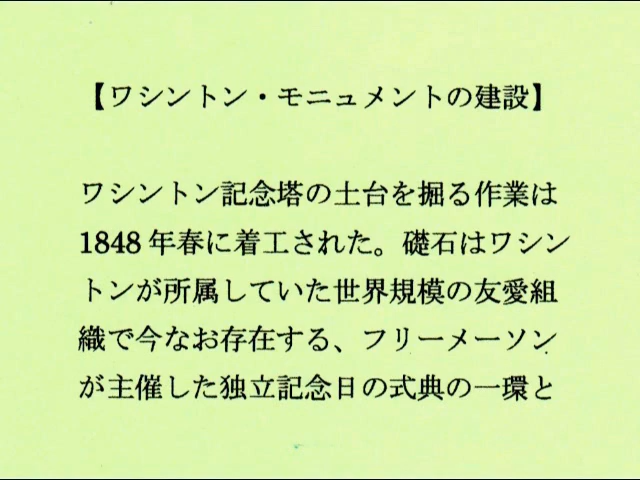 【ワシントン・モニュメントの建設】
ワシントン記念塔の土台を掘る作業は
1848年春に着工された。礎石はワシン
トンが所属していた世界規模の友愛組
織で今なお存在する、フリーメーソン
が主催した独立記念日の式典の一環と